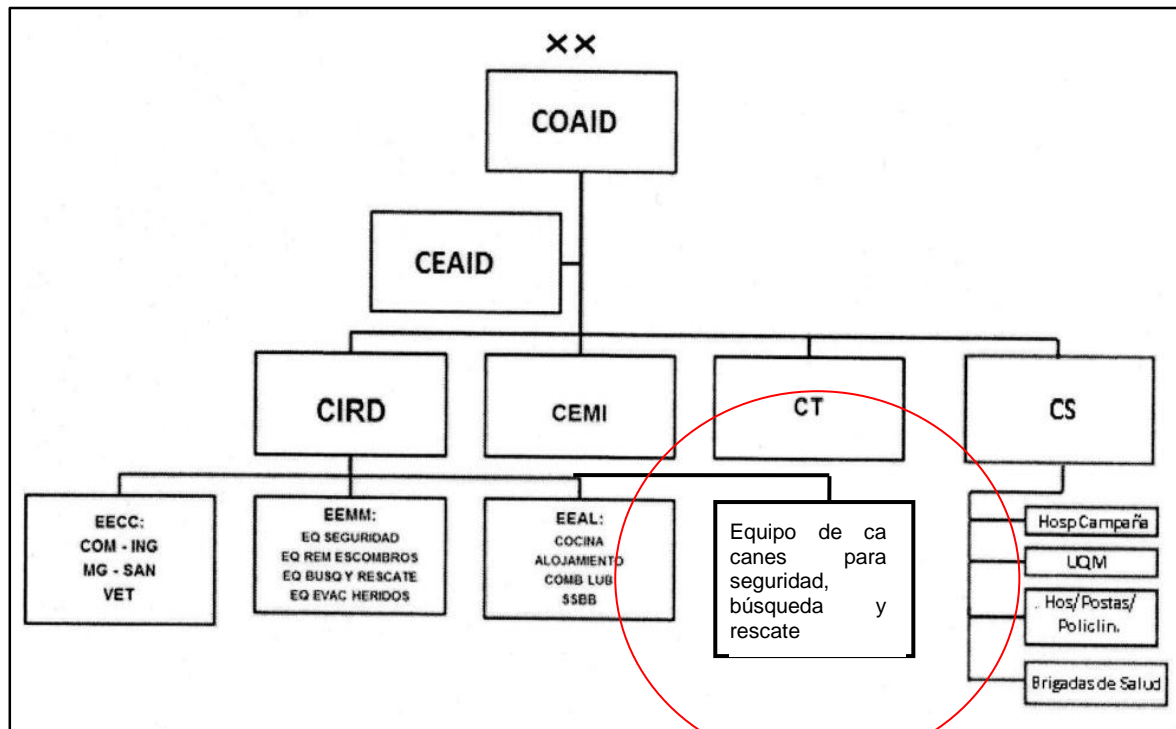 ××
COAID
CEAID
CIRD
CEMI
CT
CS
EECC:
COM - ING
MG - SAN
VET
EEMM:
EQ SEGURIDAD
EQ REM ESCOMBROS
EQ BUSQ Y RESCATE
EQ EVAC HERIDOS
EEAL:
COCINA
ALOJAMIENTO
COMB LUB
SSBB
Equipo de ca
canes para
seguridad,
búsqueda y
rescate
Hosp Campaña
UQM
. Hos/Postas/
Policlin.
Brigadas de Salud